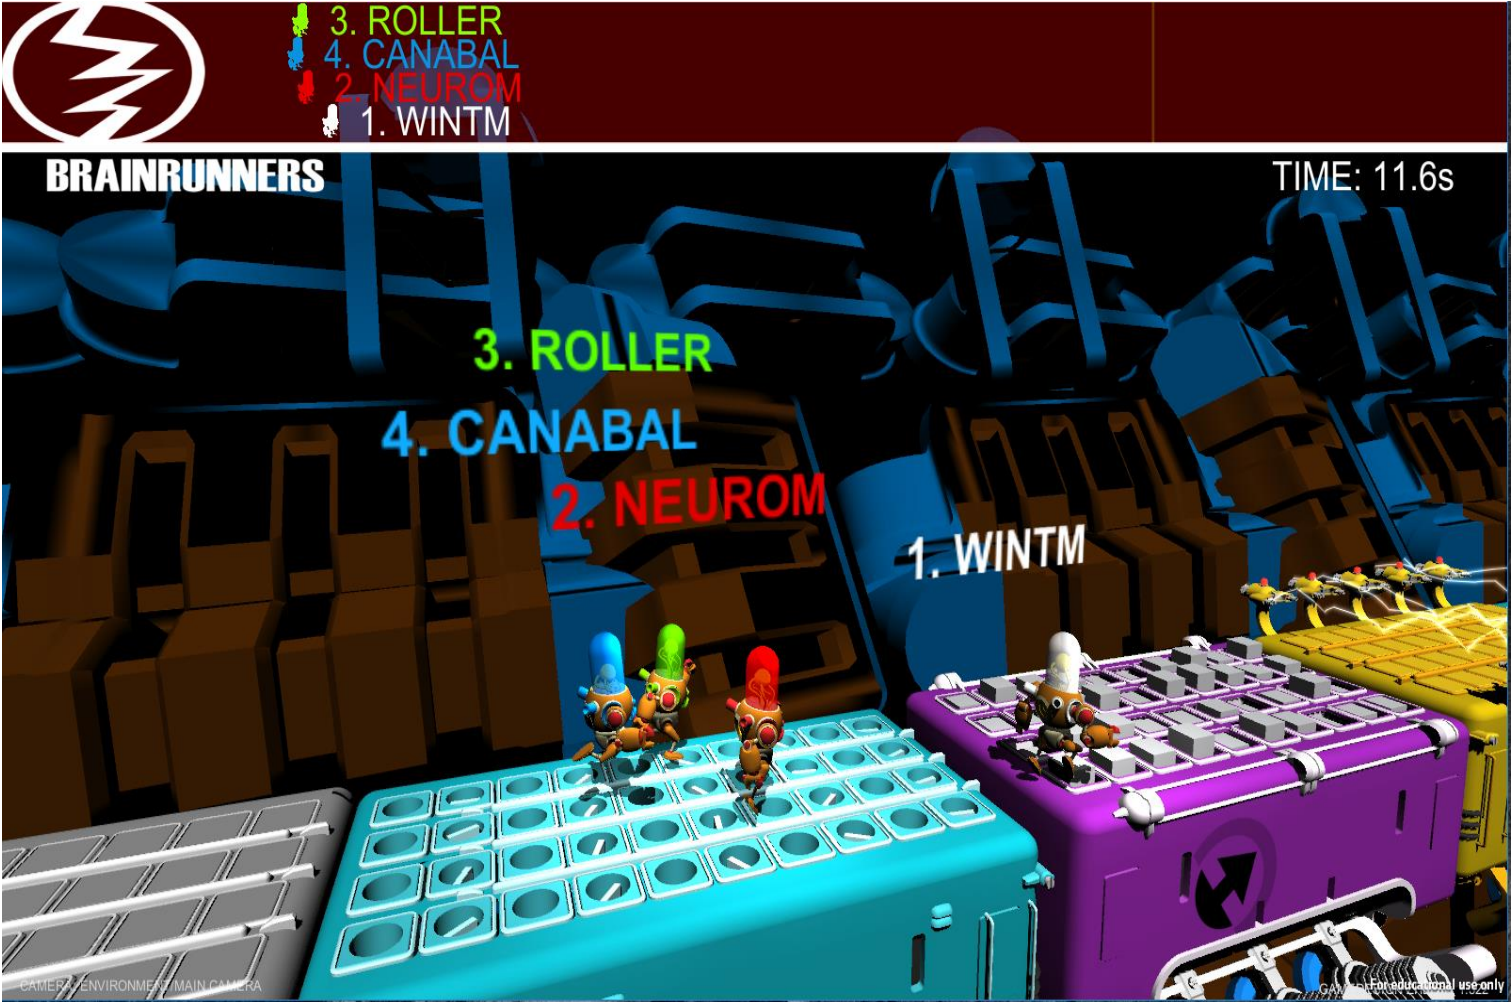 3. ROLLER
4. CANABAL
2. NEUROM
1. WINTM
BRAINRUNNERS
TIME: 11.6s
3. ROLLER
4. CANABAL
2. NEUROM
1. WINTM
CAMERA: ENVIRONMENT/MAIN CAMERA
For educational use only